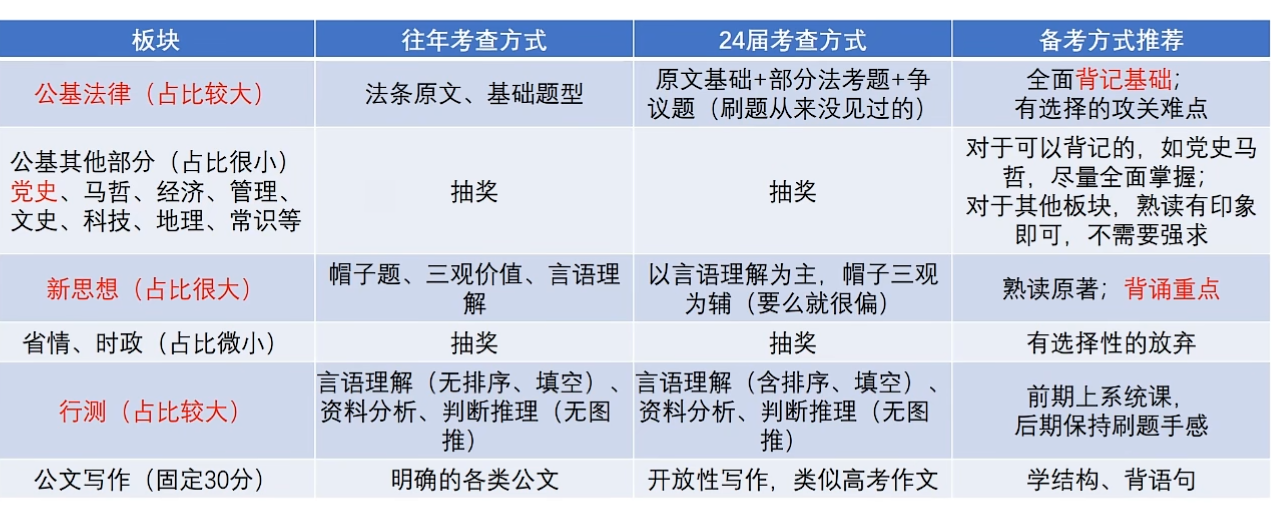 板块
往年考查方式
24届考查方式
备考方式推荐
公基法律（占比较大）
法条原文、基础题型
原文基础+部分法考题+争
议题（刷题从来没见过的）
全面背记基础；
有选择的攻关难点
公基其他部分（占比很小）
党史、马哲、经济、管理、
文史、科技、地理、常识等
抽奖
抽奖
对于可以背记的，如党史马
哲，尽量全面掌握；
对于其他板块，熟读有印象
即可，不需要强求
新思想（占比很大）
帽子题、三观价值、言语理
解
以言语理解为主，帽子三观
为辅（要么就很偏）
熟读原著；背诵重点
省情、时政（占比微小）
抽奖
抽奖
有选择性的放弃
行测（占比较大）
言语理解（无排序、填空）、
资料分析、判断推理（无图
推）
言语理解（含排序、填空）、
资料分析、判断推理（无图
推）
前期上系统课，
后期保持刷题手感
公文写作（固定30分）
明确的各类公文
开放性写作，类似高考作文
学结构、背语句